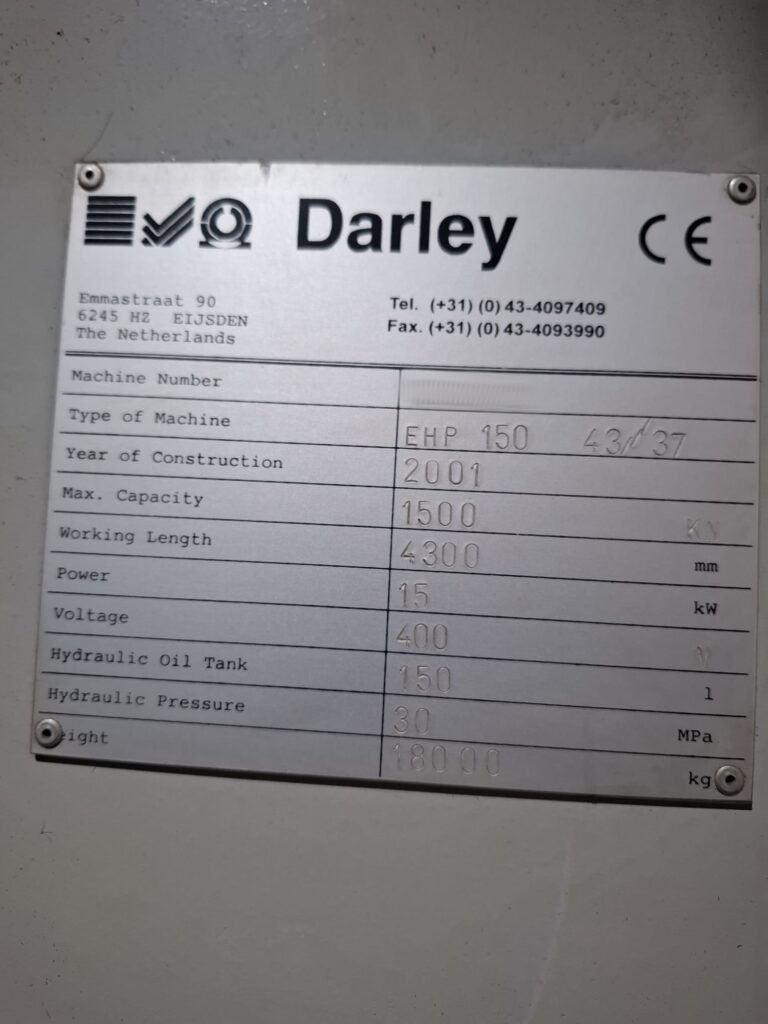 Darley CE
Emmastraat 90
6245 HZ EIJSDEN
The Netherlands
Tel. (+31) (0) 43-4097409
Fax. (+31) (0) 43-4093990
Machine Number
Type of Machine EHP 150 43/37
Year of Construction 2001
Max. Capacity 1500 KN
Working Length 4300 mm
Power 15 kW
Voltage 400 V
Hydraulic Oil Tank 150 l
Hydraulic Pressure 30 MPa
eight 18000 kg